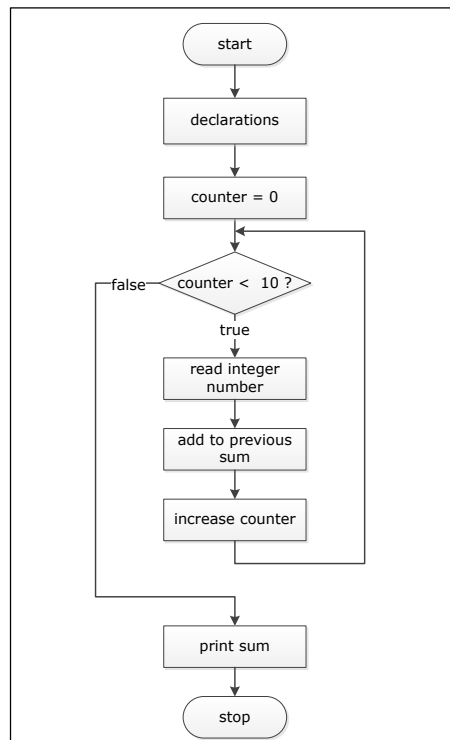 start
declarations
counter = 0
counter <  10 ?
false
true
read integer
number
add to previous
sum
increase counter
print sum
stop